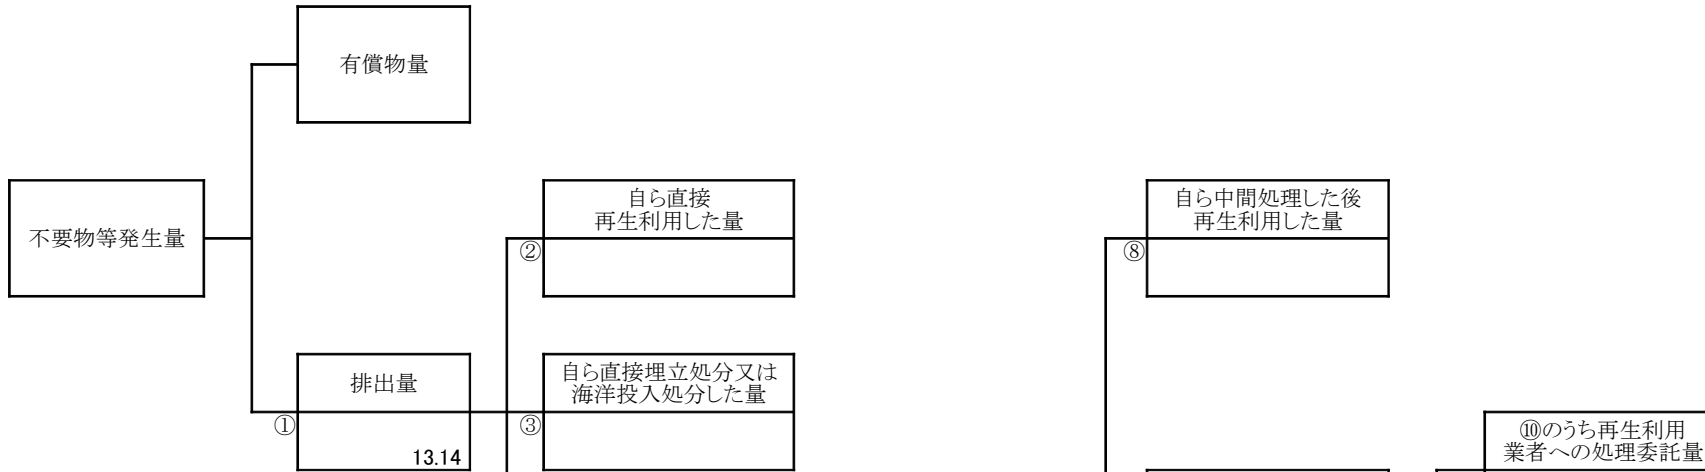 有償物量
不要物等発生量
自ら直接
再生利用した量
②
自ら中間処理した後
再生利用した量
⑧
排出量
①
13.14
自ら直接埋立処分又は
海洋投入処分した量
③
⑩のうち再生利用
業者への処理委託量